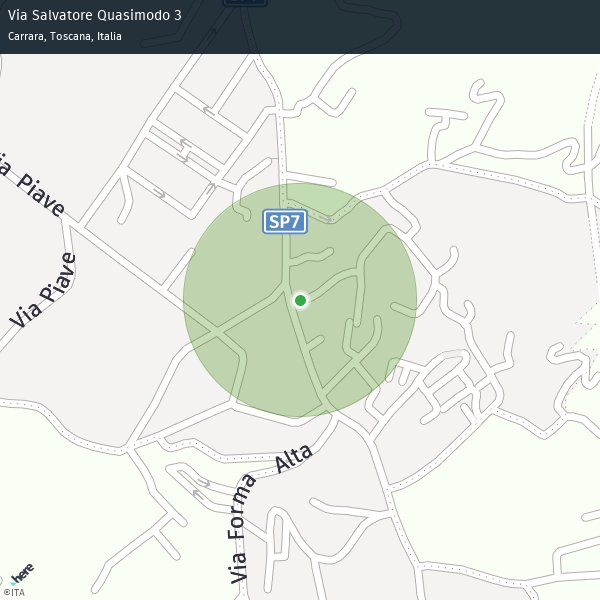 Via Salvatore Quasimodo 3
Carrara, Toscana, Italia
ia Piave
SP7
Via Piave
Via Forma Alta
here
©ITA